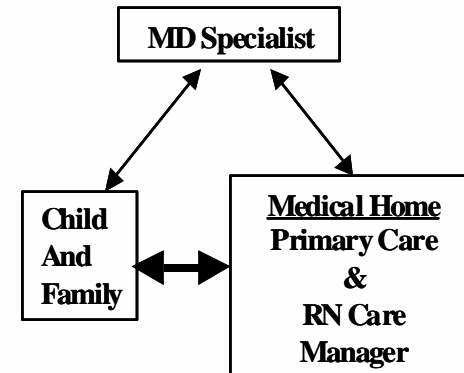 MD Specialist
Child
And
Family
Medical Home
Primary Care
&
RN Care
Manager